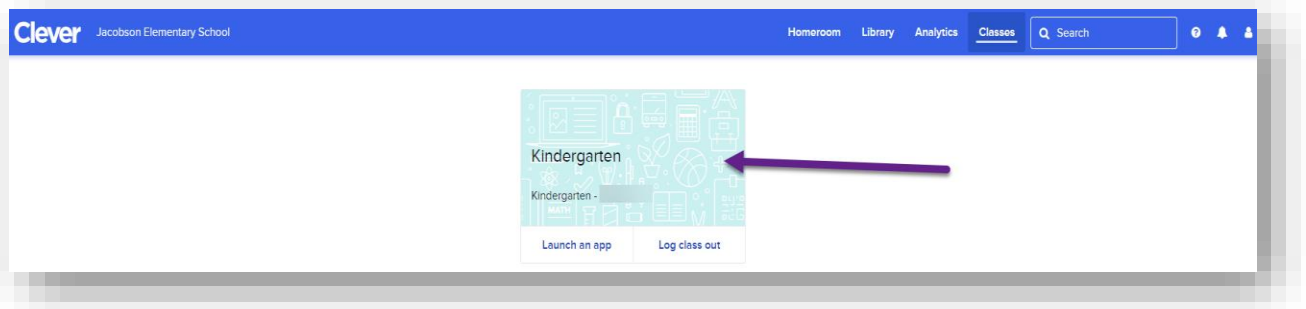 Clever Jacobson Elementary School Homeroom Library Analytics Classes Search
Kindergarten
Kindergarten -
MATH
Launch an app Log class out